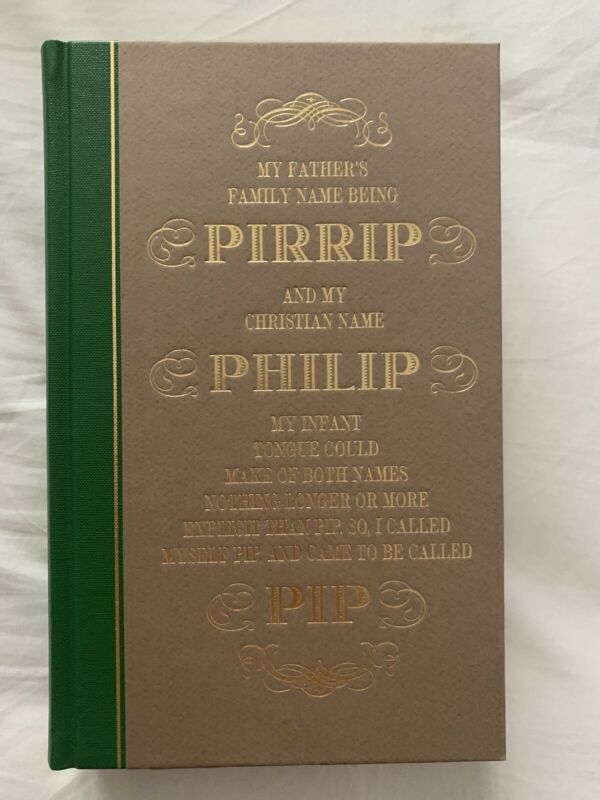 MY FATHER'S
FAMILY NAME BEING
PIRRIP
AND MY
CHRISTIAN NAME
PHILIP
MY INFANT
TONGUE COULD
MAKE OF BOTH NAMES
NOTHING LONGER OR MORE
EXPLICIT THAN PIP. SO, I CALLED
MYSELF PIP, AND CAME TO BE CALLED
PIP